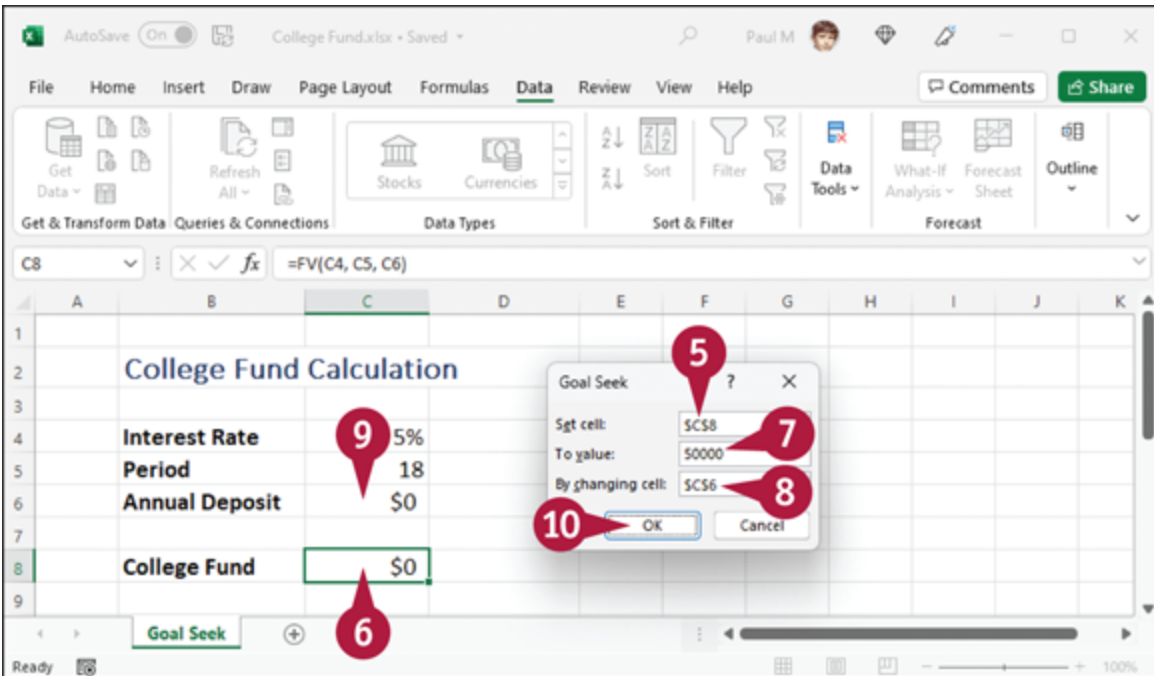 AutoSave On College Fund.xlsx • Saved Paul M
File Home Insert Draw Page Layout Formulas Data Review View Help Comments Share
Get Data Refresh All Stocks Currencies Sort Filter Data Tools What-If Analysis Forecast Sheet Outline
Get & Transform Data Queries & Connections Data Types Sort & Filter Forecast
C8 fx =FV(C4, C5, C6)
A B C D E F G H I J K
1
2 College Fund Calculation
3
4 Interest Rate 5%
5 Period 18
6 Annual Deposit $0
7
8 College Fund $0
9
Goal Seek ? ×
Set cell: $C$8
To value: 50000
By changing cell: $C$6
OK Cancel
5
7
8
9
10
6
Goal Seek
Ready 100%